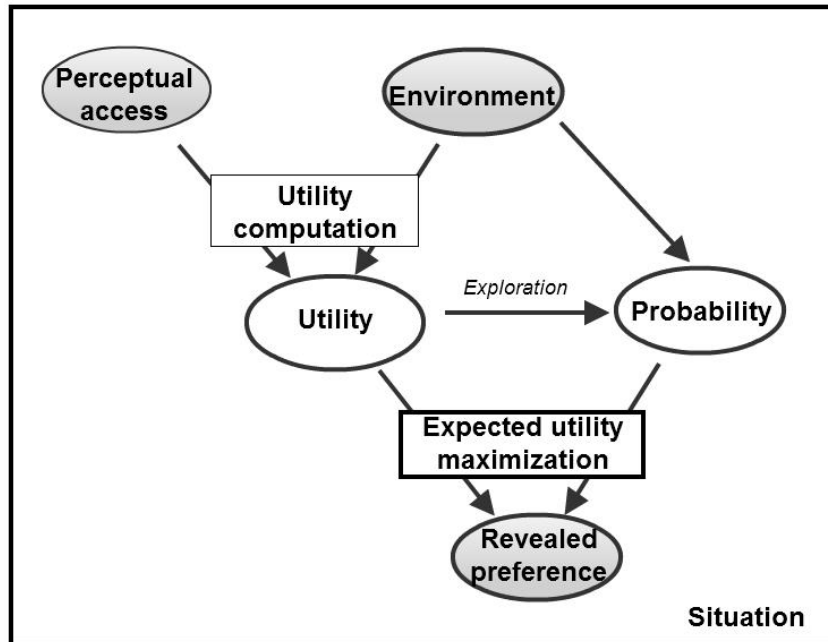 Perceptual
access
Environment
Utility
computation
Exploration
Utility
Probability
Expected utility
maximization
Revealed
preference
Situation